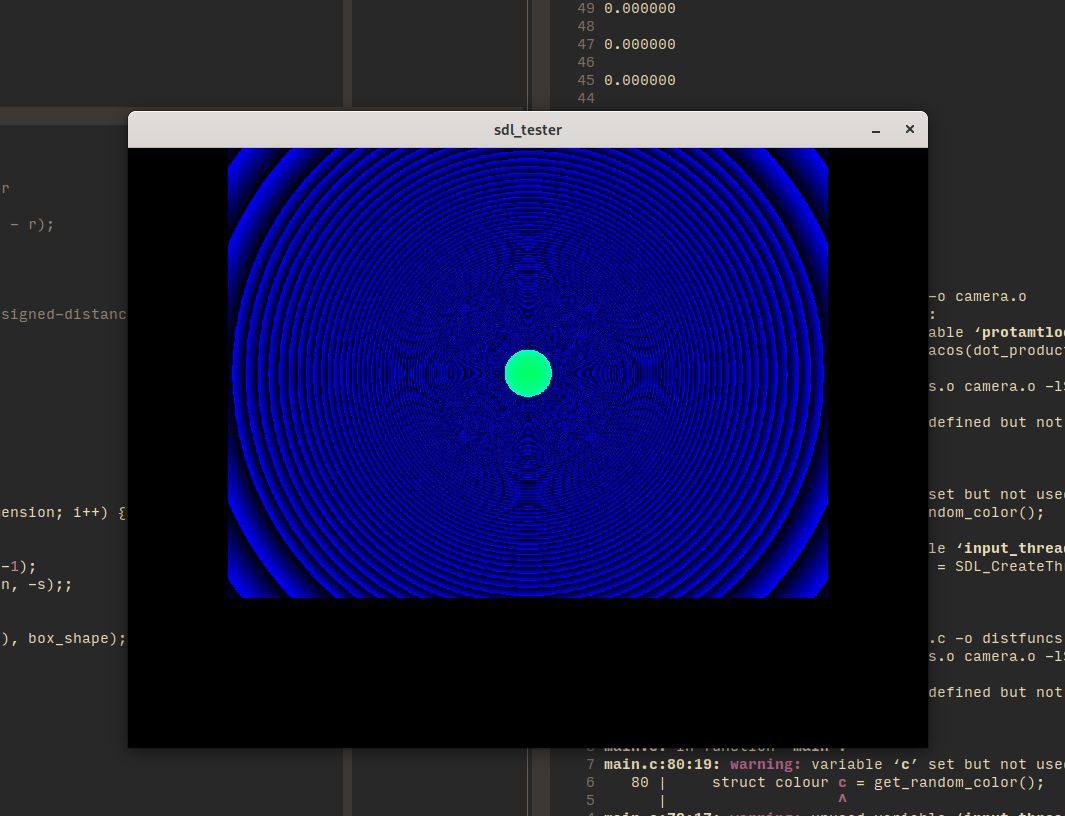 49 0.000000
48
47 0.000000
46
45 0.000000
44
sdl_tester
r
- r);
-o camera.o
signed-distanc
:
able ‘protamtlo
acos(dot_produc
s.o camera.o -l
defined but not
set but not use
ension; i++) {
ndom_color();
le ‘input_threa
-1);
= SDL_CreateTh
n, -s);;
), box_shape);
.c -o distfuncs
s.o camera.o -l
defined but not
main.c: In function ‘main’:
7 main.c:80:19: warning: variable ‘c’ set but not use
6 80 | struct colour c = get_random_color();
5 | ^